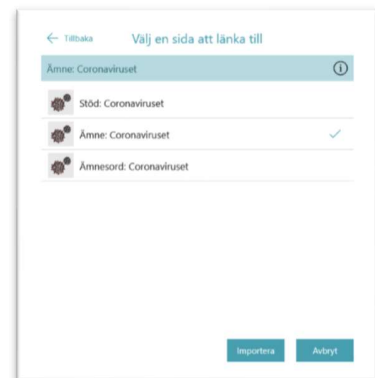 Tillbaka Välj en sida att länka till
Ämne: Coronaviruset
Stöd: Coronaviruset
Ämne: Coronaviruset
Ämnesord: Coronaviruset
Importera Avbryt